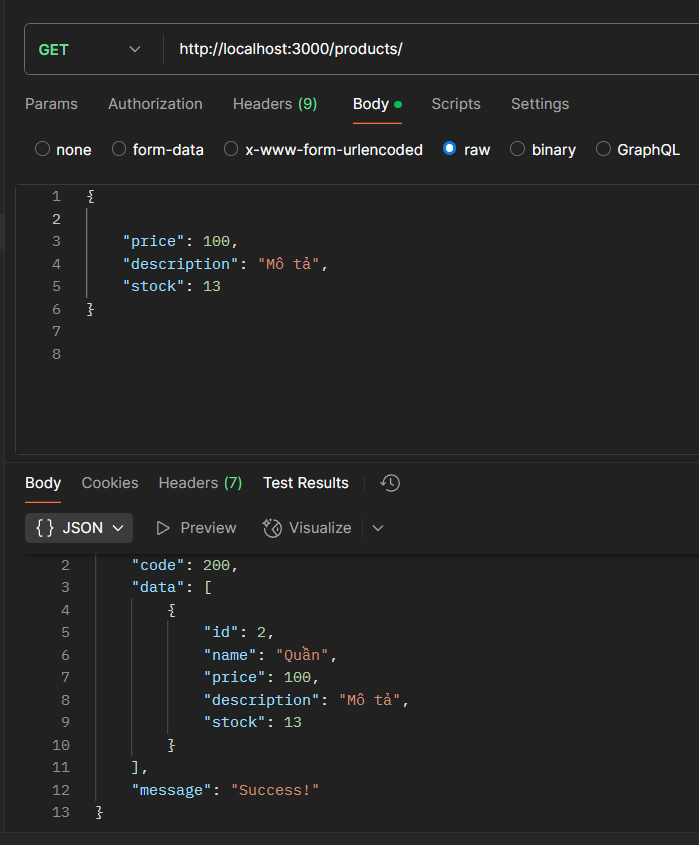 GET http://localhost:3000/products/
Params Authorization Headers (9) Body Scripts Settings
none form-data x-www-form-urlencoded raw binary GraphQL
1 {
2
3 "price": 100,
4 "description": "Mô tả",
5 "stock": 13
6 }
7
8
Body Cookies Headers (7) Test Results
{} JSON Preview Visualize
2 "code": 200,
3 "data": [
4 {
5 "id": 2,
6 "name": "Quần",
7 "price": 100,
8 "description": "Mô tả",
9 "stock": 13
10 }
11 ],
12 "message": "Success!"
13 }